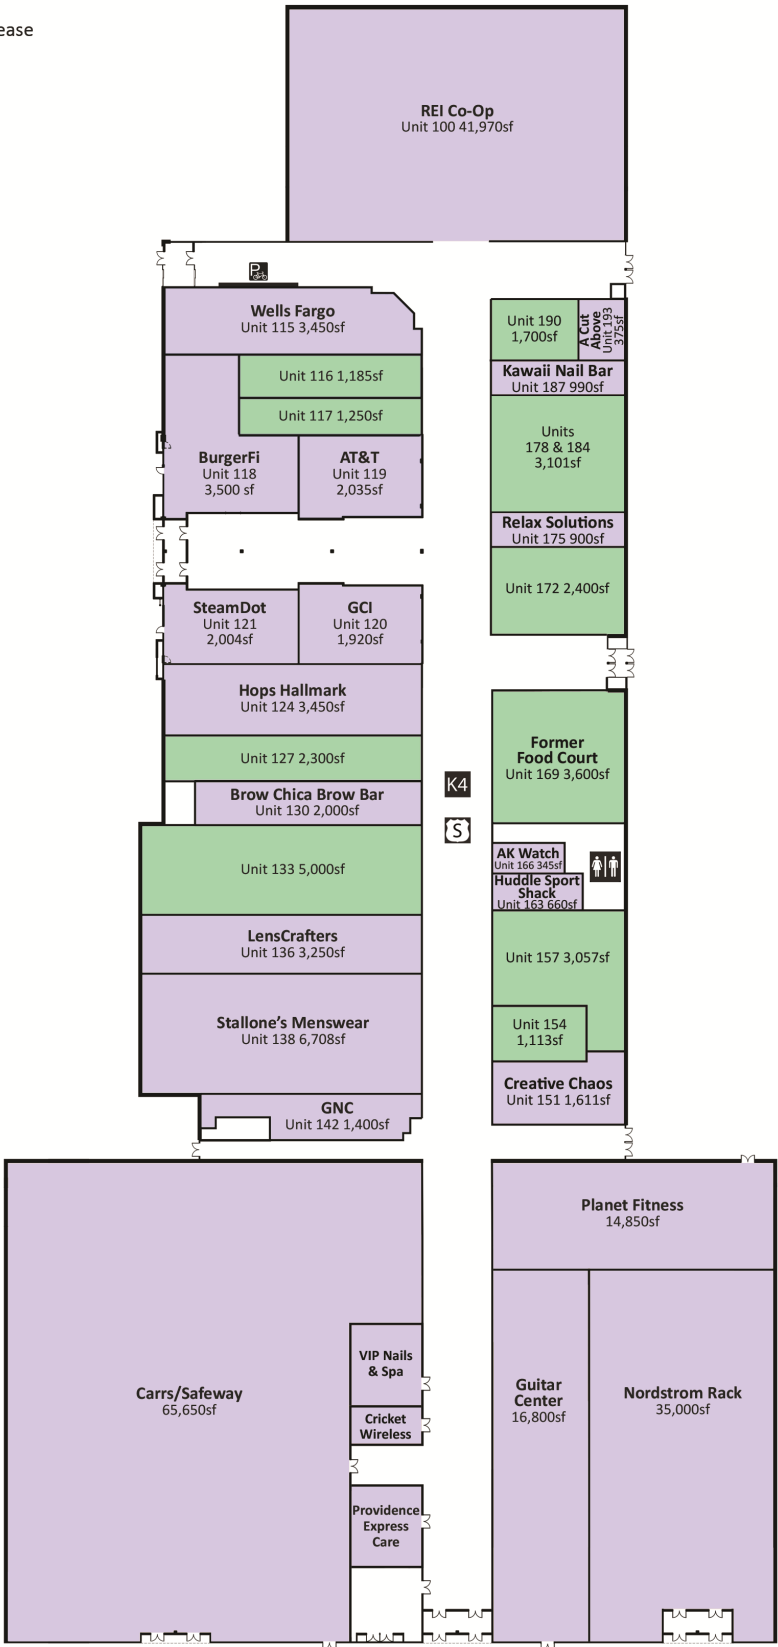 ease
REI Co-Op
Unit 100 41,970sf
P
Wells Fargo
Unit 115 3,450sf
Unit 116 1,185sf
Unit 117 1,250sf
BurgerFi
Unit 118
3,500 sf
AT&T
Unit 119
2,035sf
Unit 190
1,700sf
A Cut
Above
Unit 193
375sf
Kawaii Nail Bar
Unit 187 990sf
Units
178 & 184
3,101sf
Relax Solutions
Unit 175 900sf
Unit 172 2,400sf
SteamDot
Unit 121
2,004sf
GCI
Unit 120
1,920sf
Hops Hallmark
Unit 124 3,450sf
Unit 127 2,300sf
Brow Chica Brow Bar
Unit 130 2,000sf
Unit 133 5,000sf
LensCrafters
Unit 136 3,250sf
Stallone's Menswear
Unit 138 6,708sf
GNC
Unit 142 1,400sf
K4
S
Former
Food Court
Unit 169 3,600sf
AK Watch
Unit 166 345sf
Huddle Sport
Shack
Unit 163 660sf
Unit 157 3,057sf
Unit 154
1,113sf
Creative Chaos
Unit 151 1,611sf
Carrs/Safeway
65,650sf
VIP Nails
& Spa
Cricket
Wireless
Providence
Express
Care
Planet Fitness
14,850sf
Guitar
Center
16,800sf
Nordstrom Rack
35,000sf